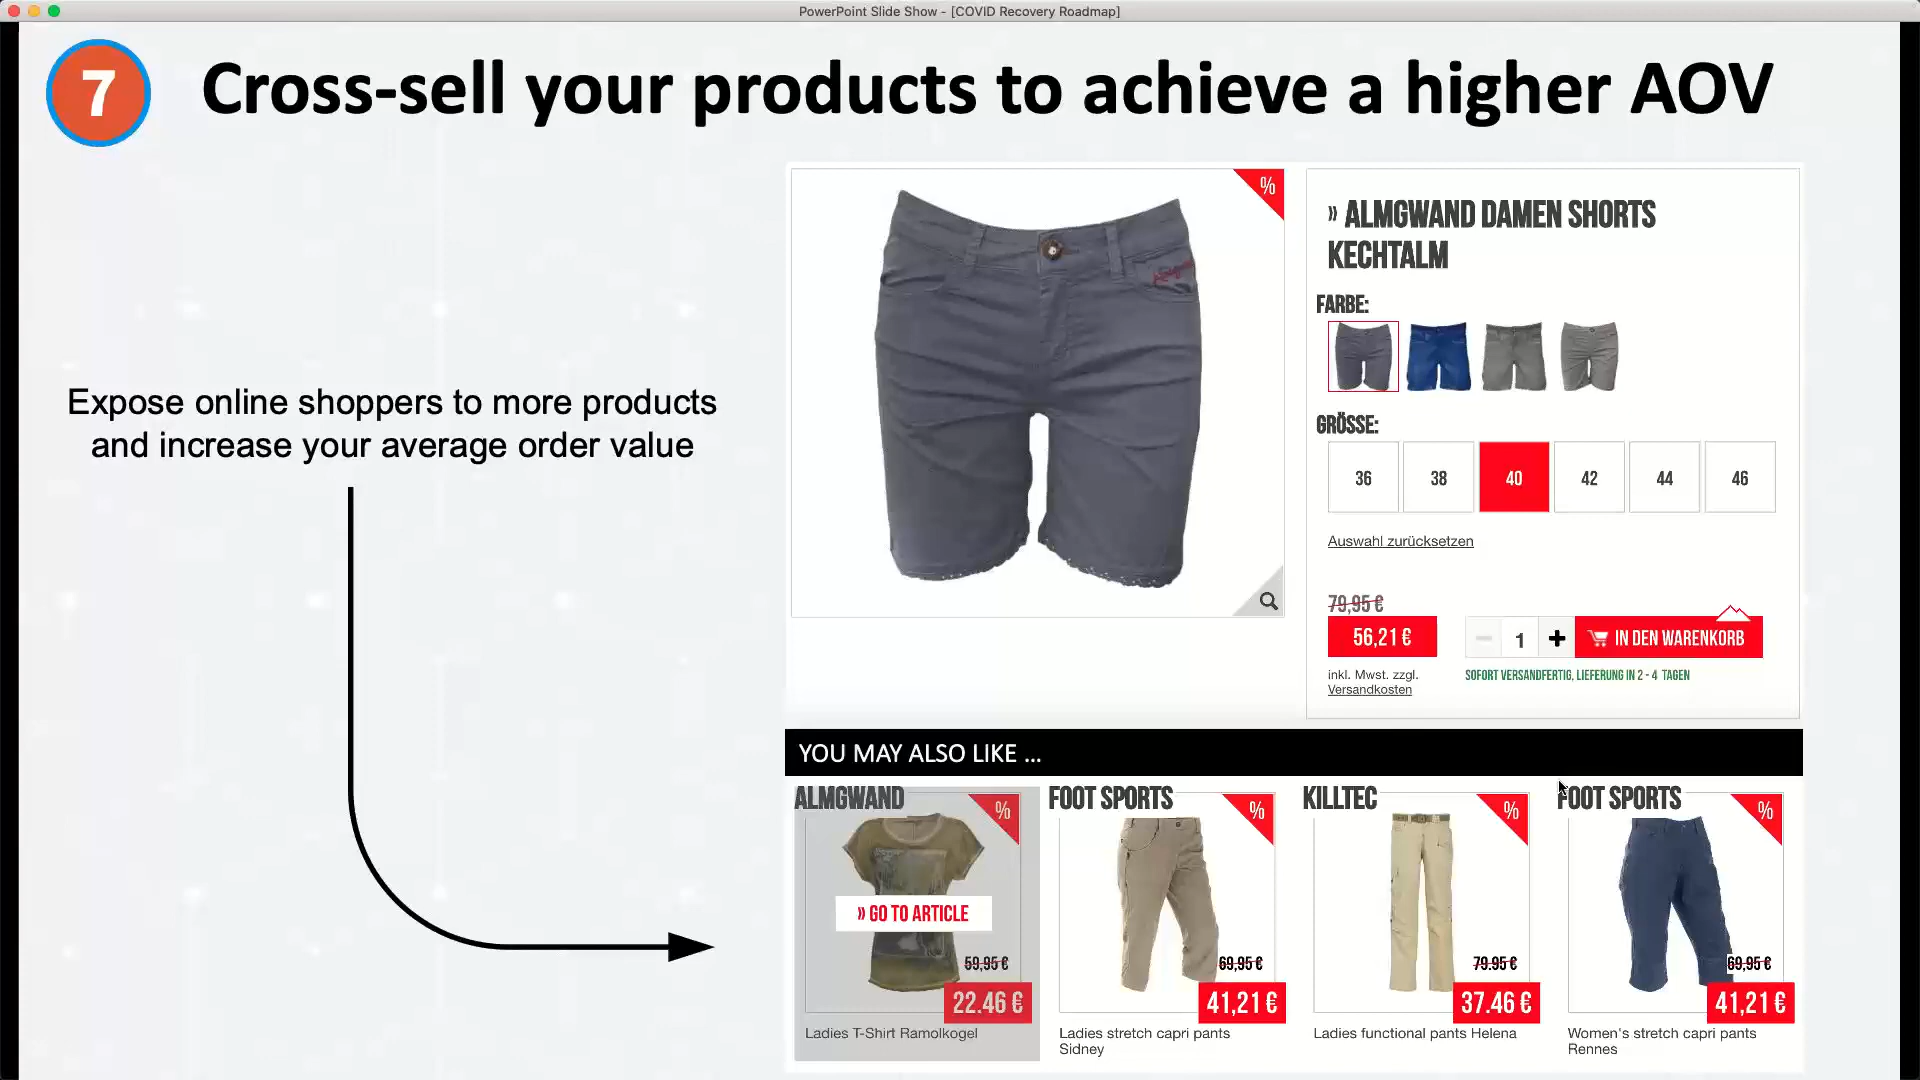 PowerPoint Slide Show - [COVID Recovery Roadmap]
7
Cross-sell your products to achieve a higher AOV
Expose online shoppers to more products
and increase your average order value
%
» ALMGWAND DAMEN SHORTS
KECHTALM
FARBE:
GRÖSSE:
36 38 40 42 44 46
Auswahl zurücksetzen
79,95 €
56,21 €
1
IN DEN WARENKORB
inkl. Mwst. zzgl.
Versandkosten
SOFORT VERSANDFERTIG, LIEFERUNG IN 2 - 4 TAGEN
YOU MAY ALSO LIKE ...
ALMGWAND
%
» GO TO ARTICLE
59,95 €
22.46 €
Ladies T-Shirt Ramolkogel
FOOT SPORTS
%
69,95 €
41,21 €
Ladies stretch capri pants
Sidney
KILLTEC
%
79.95 €
37.46 €
Ladies functional pants Helena
FOOT SPORTS
%
69,95 €
41,21 €
Women's stretch capri pants
Rennes